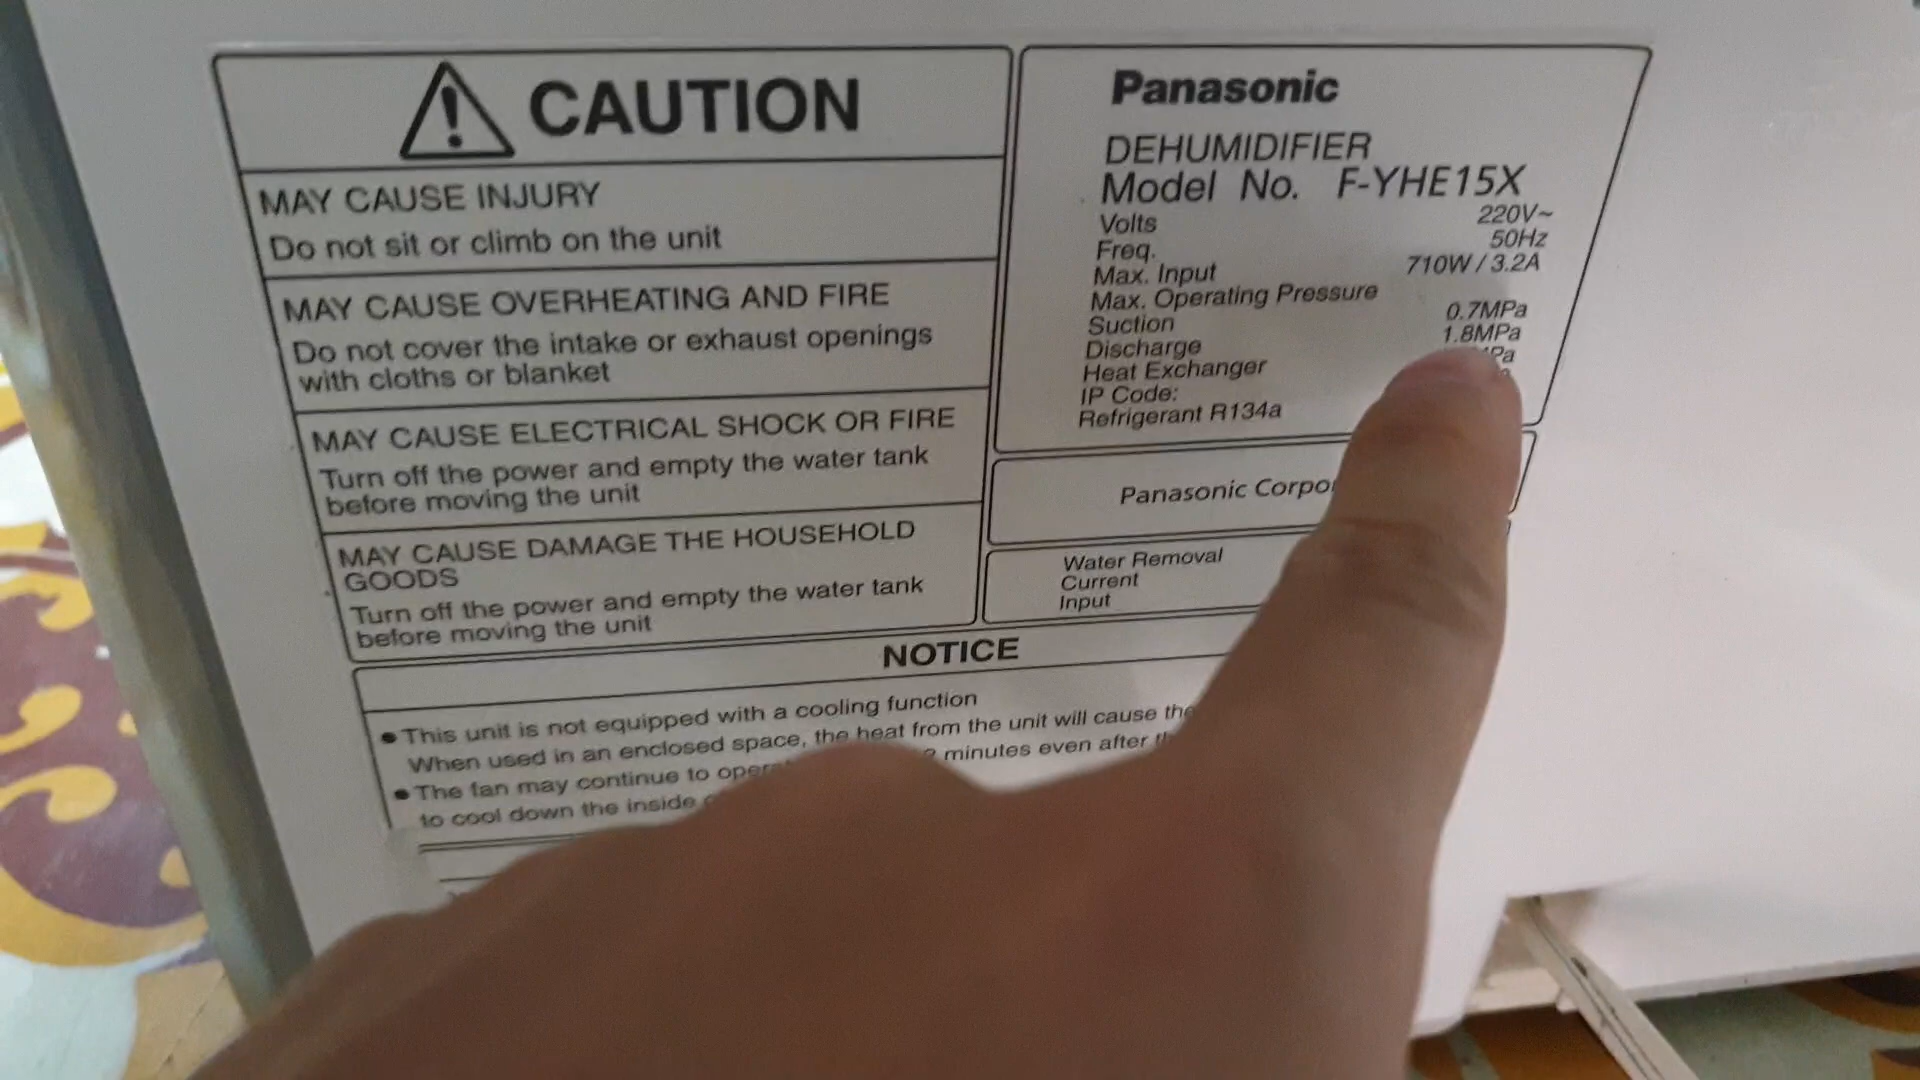 CAUTION
MAY CAUSE INJURY
Do not sit or climb on the unit
MAY CAUSE OVERHEATING AND FIRE
Do not cover the intake or exhaust openings
with cloths or blanket
MAY CAUSE ELECTRICAL SHOCK OR FIRE
Turn off the power and empty the water tank
before moving the unit
MAY CAUSE DAMAGE THE HOUSEHOLD
GOODS
Turn off the power and empty the water tank
before moving the unit
Panasonic
DEHUMIDIFIER
Model No. F-YHE15X
Volts 220V~
Freq. 50Hz
Max. Input 710W / 3.2A
Max. Operating Pressure
Suction 0.7MPa
Discharge 1.8MPa
Heat Exchanger
IP Code:
Refrigerant R134a
Panasonic
Water Removal
Current
Input
NOTICE
● This unit is not equipped with a cooling function
When used in an enclosed space, the heat from the unit will cause the
● The fan may continue to minutes even after
to cool down the inside